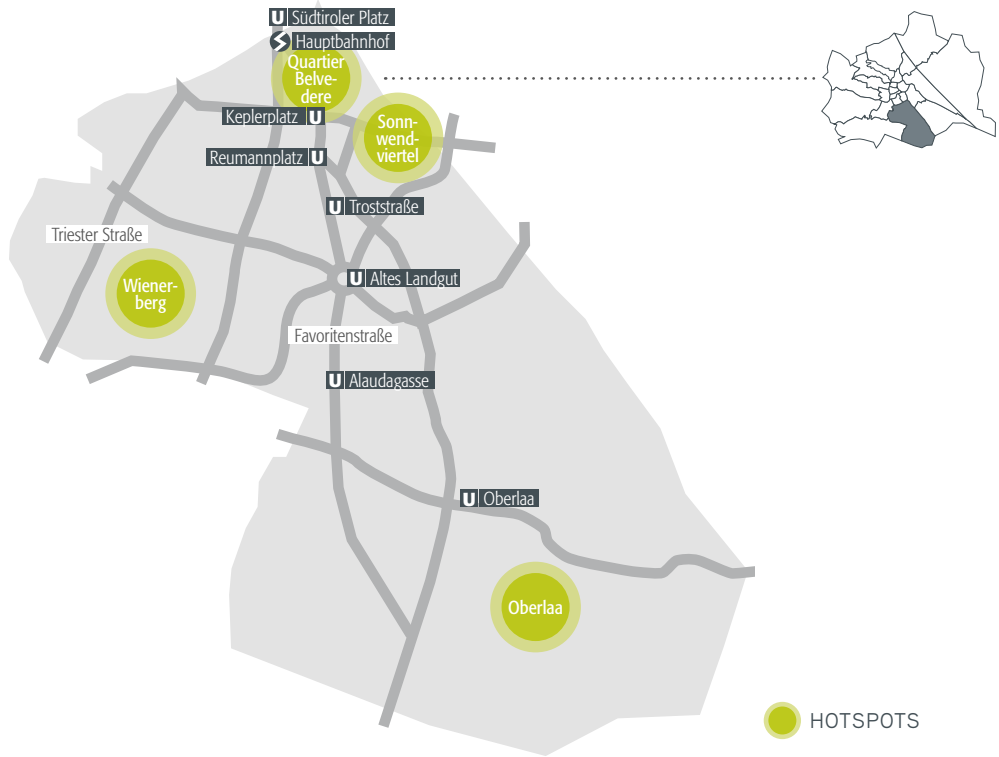 U Südtiroler Platz
S Hauptbahnhof
Quartier
Belve-
dere
Keplerplatz U
Sonn-
wend-
viertel
Reumannplatz U
U Troststraße
Triester Straße
U Altes Landgut
Wiener-
berg
Favoritenstraße
U Alaudagasse
U Oberlaa
Oberlaa
HOTSPOTS